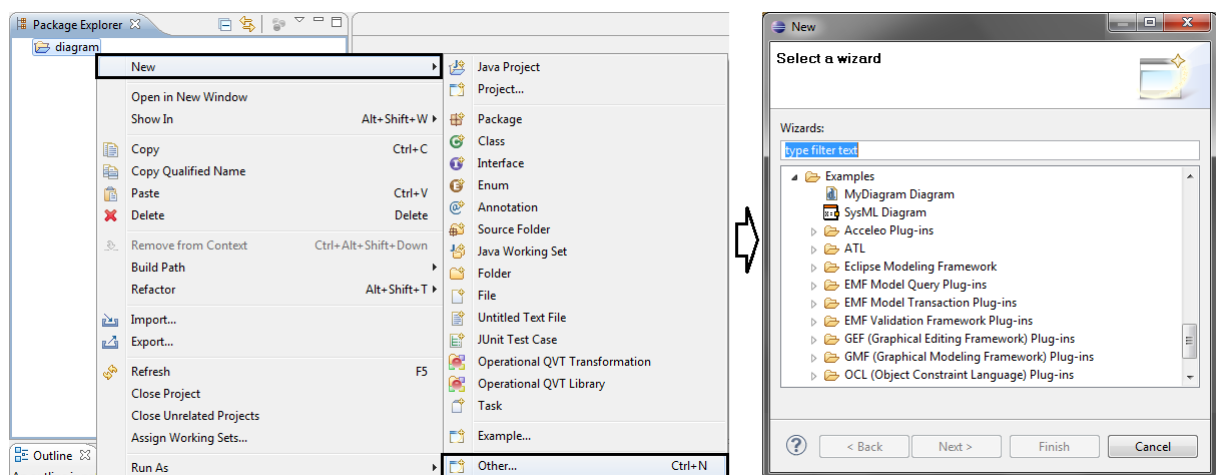 Package Explorer
diagram
New
Open in New Window
Show In Alt+Shift+W
Copy Ctrl+C
Copy Qualified Name
Paste Ctrl+V
Delete Delete
Remove from Context Ctrl+Alt+Shift+Down
Build Path
Refactor Alt+Shift+T
Import...
Export...
Refresh F5
Close Project
Close Unrelated Projects
Assign Working Sets...
Run As
Outline
Java Project
Project...
Package
Class
Interface
Enum
Annotation
Source Folder
Java Working Set
Folder
File
Untitled Text File
JUnit Test Case
Operational QVT Transformation
Operational QVT Library
Task
Example...
Other... Ctrl+N
New
Select a wizard
Wizards:
type filter text
Examples
MyDiagram Diagram
SysML Diagram
Acceleo Plug-ins
ATL
Eclipse Modeling Framework
EMF Model Query Plug-ins
EMF Model Transaction Plug-ins
EMF Validation Framework Plug-ins
GEF (Graphical Editing Framework) Plug-ins
GMF (Graphical Modeling Framework) Plug-ins
OCL (Object Constraint Language) Plug-ins
< Back Next > Finish Cancel